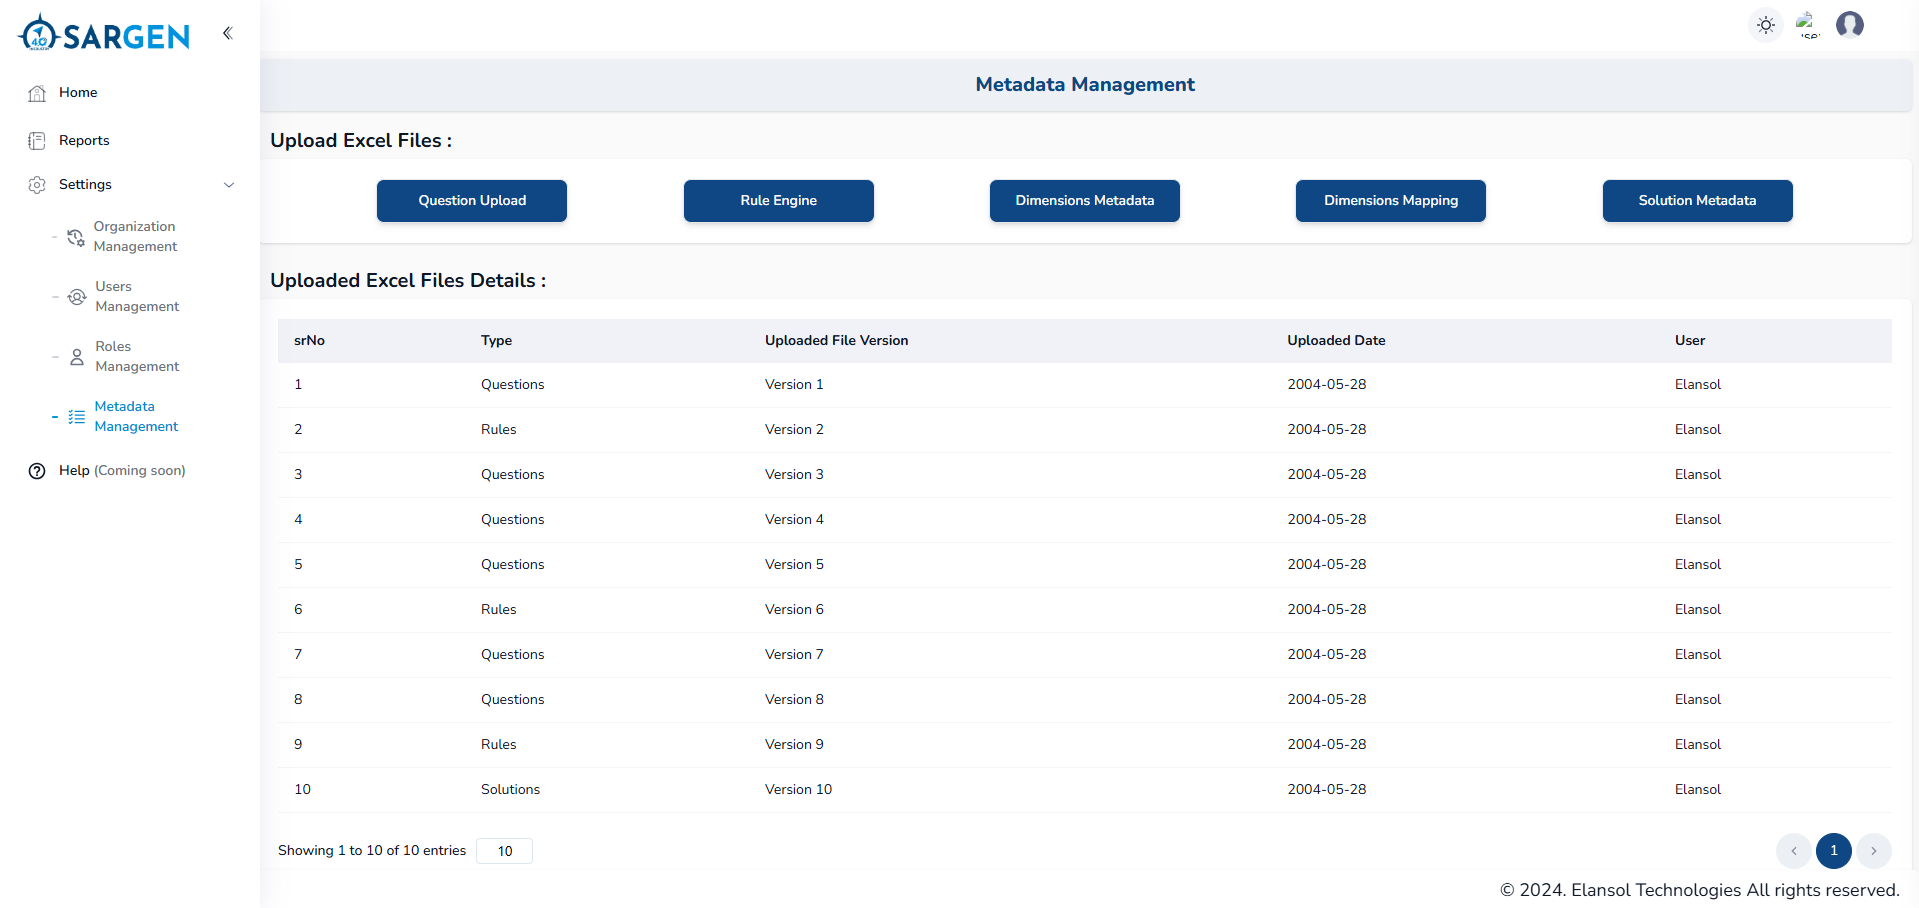 SARGEN
Home
Reports
Settings
Organization
Management
Users
Management
Roles
Management
Metadata
Management
Help (Coming soon)
Metadata Management
Upload Excel Files :
Question Upload Rule Engine Dimensions Metadata Dimensions Mapping Solution Metadata
Uploaded Excel Files Details :
srNo Type Uploaded File Version Uploaded Date User
1 Questions Version 1 2004-05-28 Elansol
2 Rules Version 2 2004-05-28 Elansol
3 Questions Version 3 2004-05-28 Elansol
4 Questions Version 4 2004-05-28 Elansol
5 Questions Version 5 2004-05-28 Elansol
6 Rules Version 6 2004-05-28 Elansol
7 Questions Version 7 2004-05-28 Elansol
8 Questions Version 8 2004-05-28 Elansol
9 Rules Version 9 2004-05-28 Elansol
10 Solutions Version 10 2004-05-28 Elansol
Showing 1 to 10 of 10 entries 10 1
© 2024. Elansol Technologies All rights reserved.